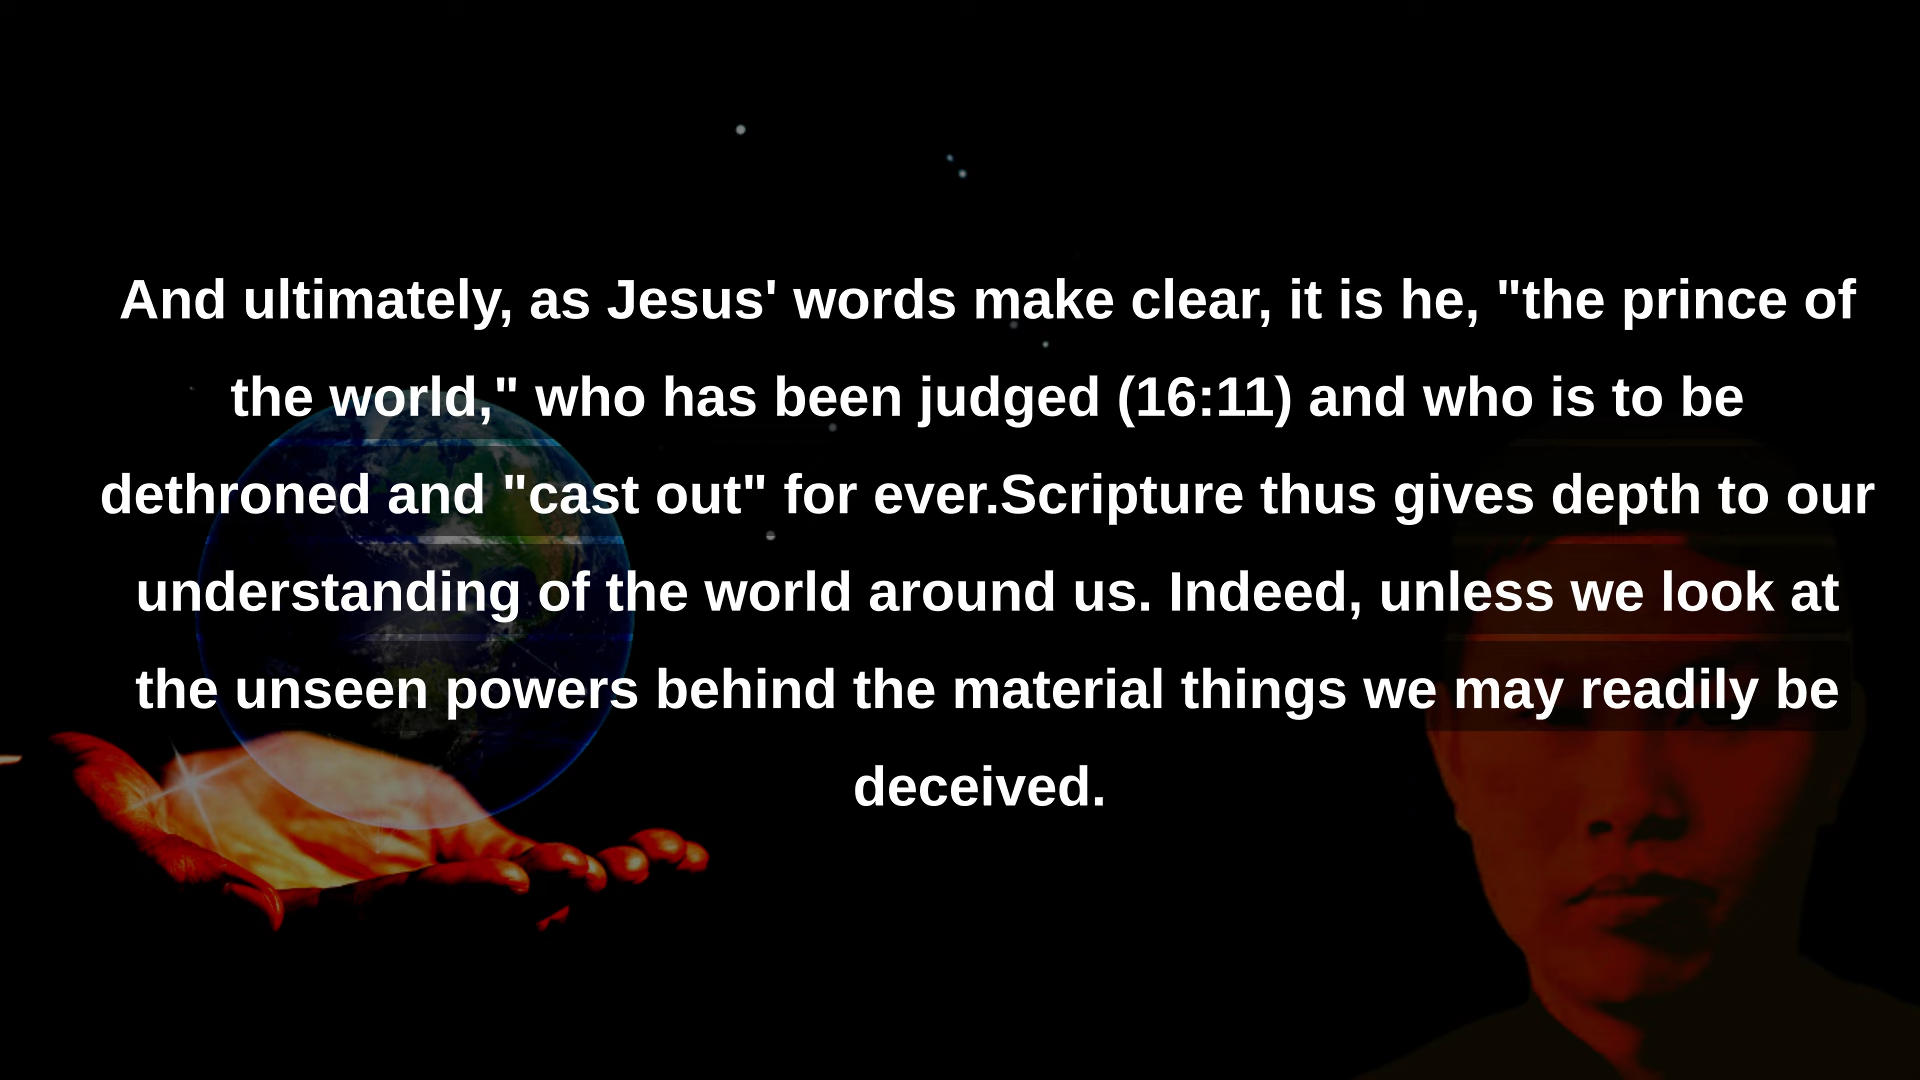 And ultimately, as Jesus' words make clear, it is he, "the prince of
the world," who has been judged (16:11) and who is to be
dethroned and "cast out" for ever.Scripture thus gives depth to our
understanding of the world around us. Indeed, unless we look at
the unseen powers behind the material things we may readily be
deceived.